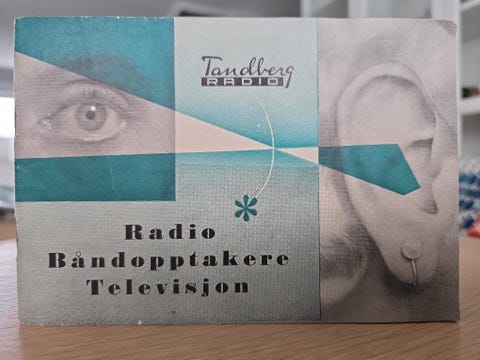 Tandberg
RADIO
Radio
Båndopptakere
Televisjon